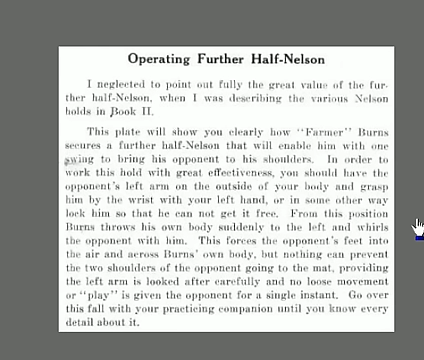 Operating Further Half-Nelson
I neglected to point out fully the great value of the fur-
ther half-Nelson, when I was describing the various Nelson
holds in Book II.
This plate will show you clearly how "Farmer" Burns
secures a further half-Nelson that will enable him with one
swing to bring his opponent to his shoulders. In order to
work this hold with great effectiveness, you should have the
opponent's left arm on the outside of your body and grasp
him by the wrist with your left hand, or in some other way
lock him so that he can not get it free. From this position
Burns throws his own body suddenly to the left and whirls
the opponent with him. This forces the opponent's feet into
the air and across Burns' own body, but nothing can prevent
the two shoulders of the opponent going to the mat, providing
the left arm is looked after carefully and no loose movement
or "play" is given the opponent for a single instant. Go over
this fall with your practicing companion until you know every
detail about it.